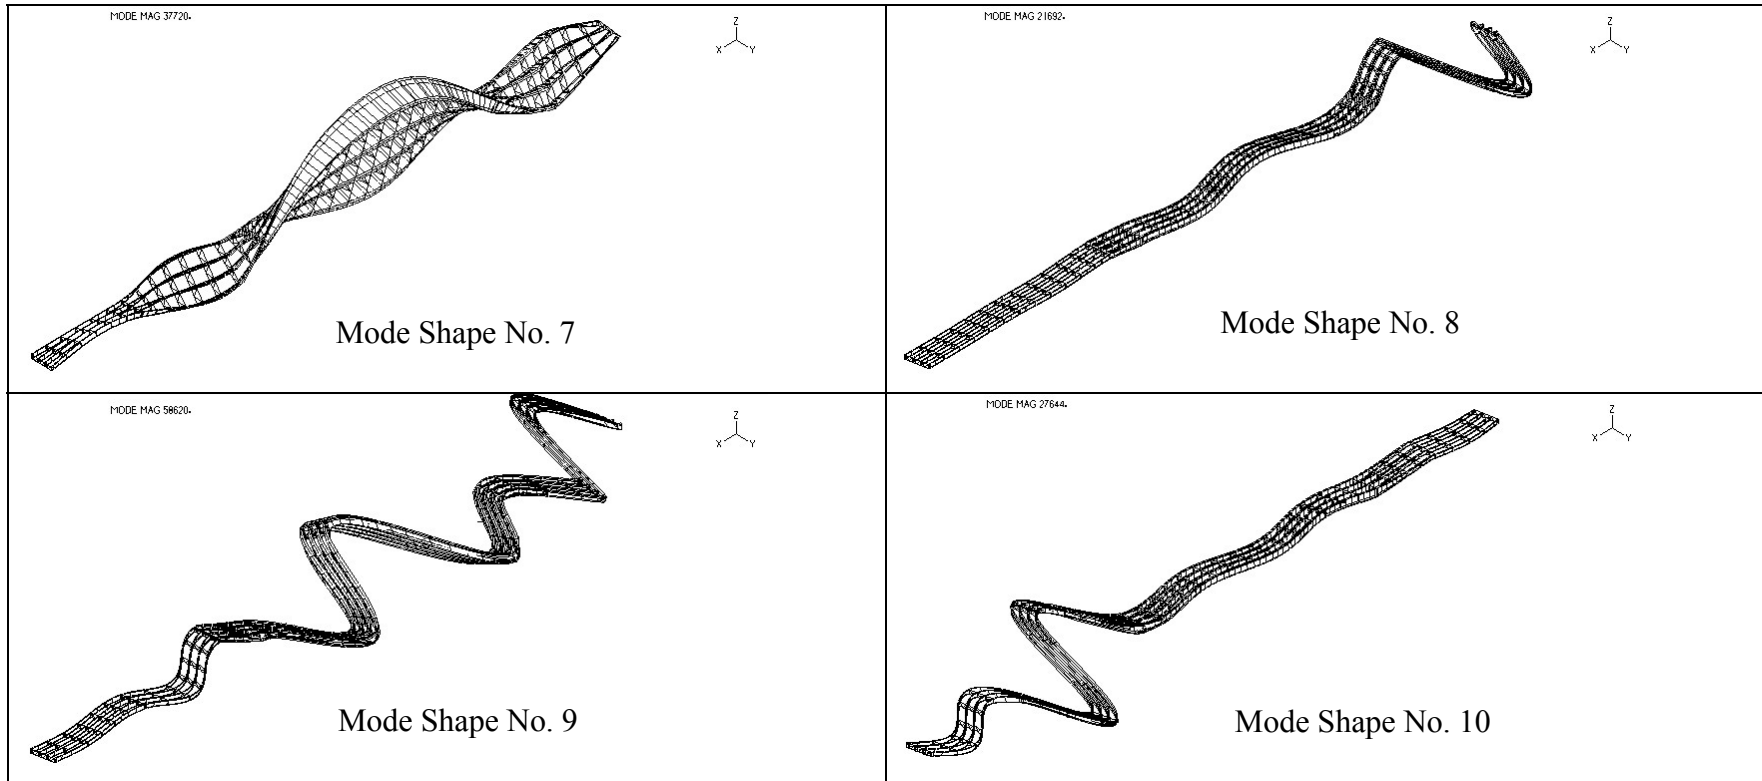 MODE MAG 37720.
Z
X Y
Mode Shape No. 7
MODE MAG 21692.
Z
X Y
Mode Shape No. 8
MODE MAG 58620.
Z
X Y
Mode Shape No. 9
MODE MAG 27644.
Z
X Y
Mode Shape No. 10